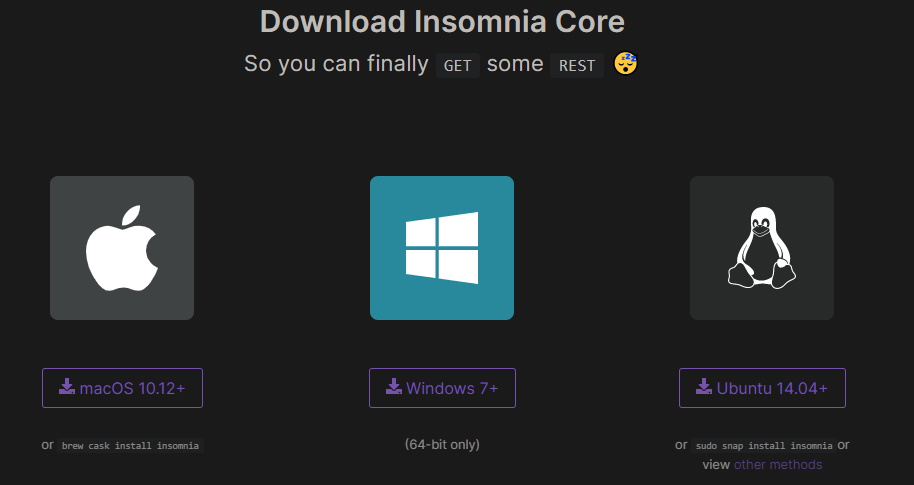 Download Insomnia Core
So you can finally GET some REST
macOS 10.12+
Windows 7+
Ubuntu 14.04+
or brew cask install insomnia
(64-bit only)
or sudo snap install insomnia or
view other methods